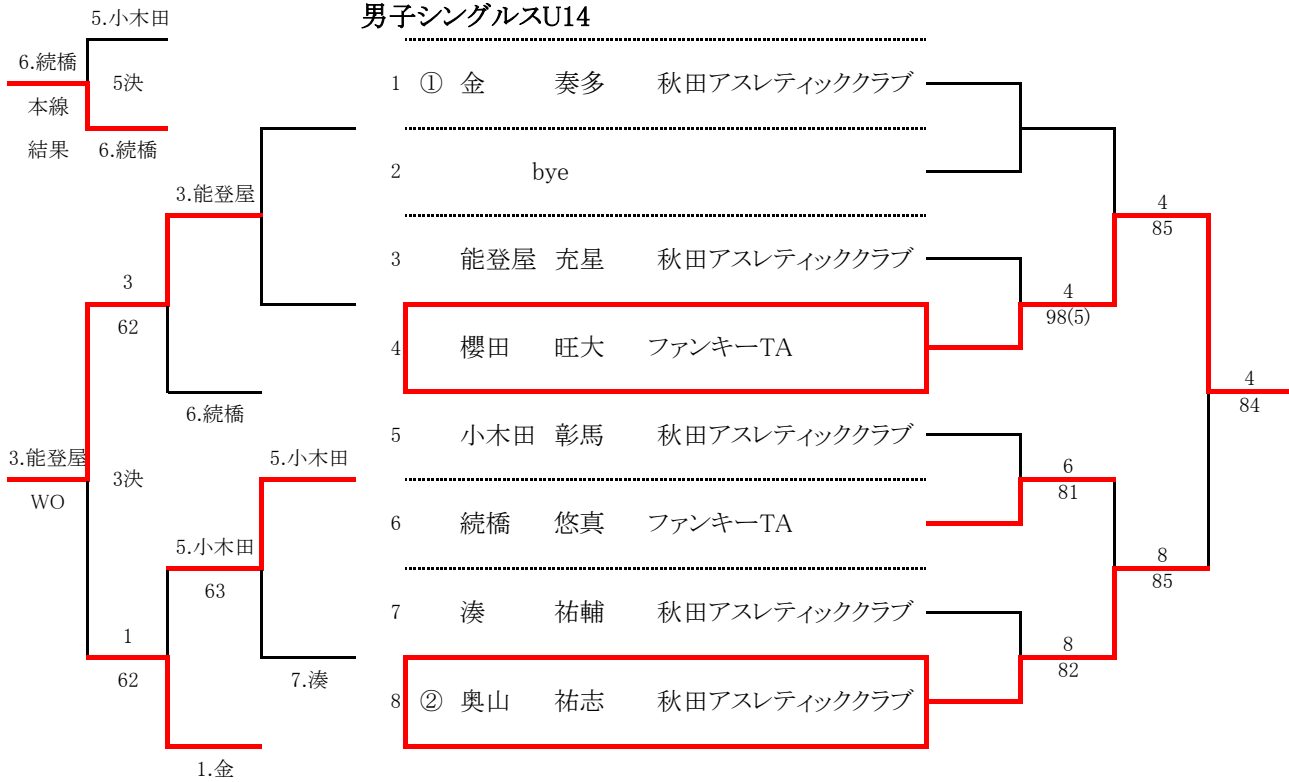 男子シングルスU14
5.小木田
6.続橋
5決
本線
結果 6.続橋
3.能登屋
3
62
6.続橋
3.能登屋
3決
WO
5.小木田
5.小木田
63
1
62
7.湊
1.金
1 ① 金 奏多 秋田アスレティッククラブ
2 bye
3 能登屋 充星 秋田アスレティッククラブ
4 櫻田 旺大 ファンキーTA
5 小木田 彰馬 秋田アスレティッククラブ
6 続橋 悠真 ファンキーTA
7 湊 祐輔 秋田アスレティッククラブ
8 ② 奥山 祐志 秋田アスレティッククラブ
4
85
4
98(5)
4
84
6
81
8
85
8
82